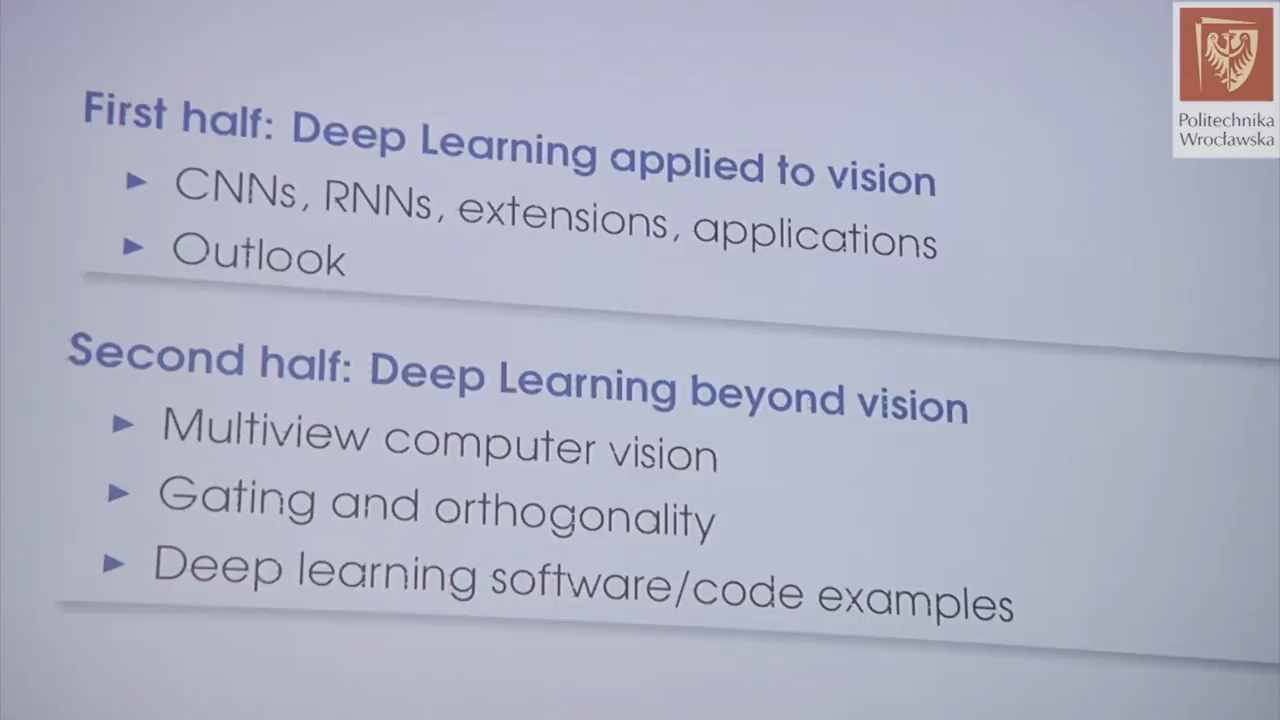 First half: Deep Learning applied to vision
▶ CNNs, RNNs, extensions, applications
▶ Outlook
Second half: Deep Learning beyond vision
▶ Multiview computer vision
▶ Gating and orthogonality
▶ Deep learning software/code examples
Politechnika
Wrocławska